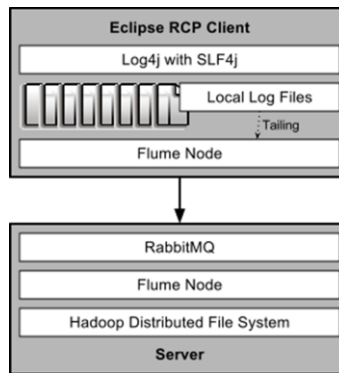 Eclipse RCP Client
Log4j with SLF4j
Local Log Files
Tailing
Flume Node
RabbitMQ
Flume Node
Hadoop Distributed File System
Server